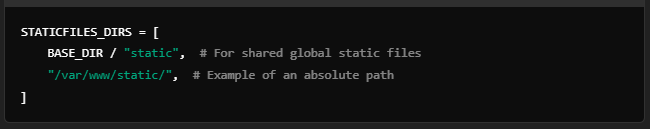 STATICFILES_DIRS = [
    BASE_DIR / "static",  # For shared global static files
    "/var/www/static/",  # Example of an absolute path
]